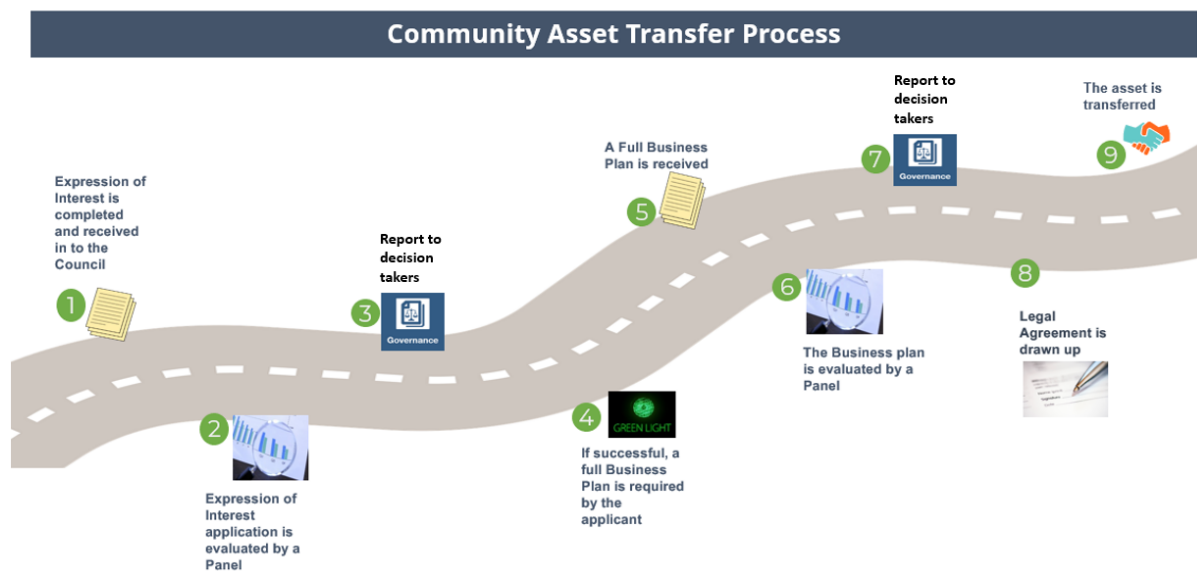 Community Asset Transfer Process
1
Expression of
Interest is
completed
and received
in to the
Council
2
Expression of
Interest
application is
evaluated by a
Panel
3
Report to
decision
takers
Governance
4
GREEN LIGHT
If successful, a
full Business
Plan is required
by the
applicant
5
A Full Business
Plan is received
6
The Business plan
is evaluated by a
Panel
7
Report to
decision
takers
Governance
8
Legal
Agreement is
drawn up
9
The asset is
transferred